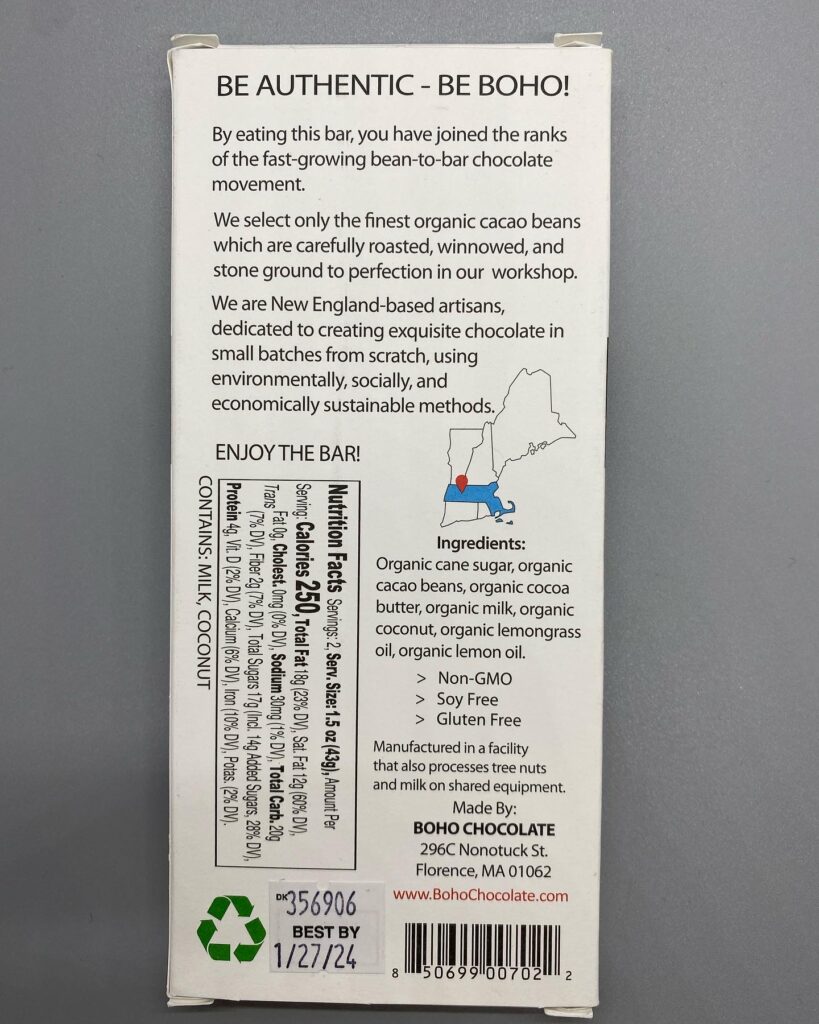 BE AUTHENTIC - BE BOHO!
By eating this bar, you have joined the ranks
of the fast-growing bean-to-bar chocolate
movement.
We select only the finest organic cacao beans
which are carefully roasted, winnowed, and
stone ground to perfection in our workshop.
We are New England-based artisans,
dedicated to creating exquisite chocolate in
small batches from scratch, using
environmentally, socially, and
economically sustainable methods.
ENJOY THE BAR!
Nutrition Facts Servings: 2, Serv. Size: 1.5 oz (43g), Amount Per
Serving: Calories 250, Total Fat 18g (23% DV), Sat. Fat 12g (60% DV),
Trans Fat 0g, Cholest. 0mg (0% DV), Sodium 30mg (1% DV), Total Carb. 20g
(7% DV), Fiber 2g (7% DV), Total Sugars 17g (Incl. 14g Added Sugars, 28% DV),
Protein 4g, Vit. D (2% DV), Calcium (6% DV), Iron (10% DV), Potas. (2% DV).
CONTAINS: MILK, COCONUT
Ingredients:
Organic cane sugar, organic
cacao beans, organic cocoa
butter, organic milk, organic
coconut, organic lemongrass
oil, organic lemon oil.
> Non-GMO
> Soy Free
> Gluten Free
Manufactured in a facility
that also processes tree nuts
and milk on shared equipment.
Made By:
BOHO CHOCOLATE
296C Nonotuck St.
Florence, MA 01062
www.BohoChocolate.com
DK356906
BEST BY
1/27/24
8 50699 00702 2